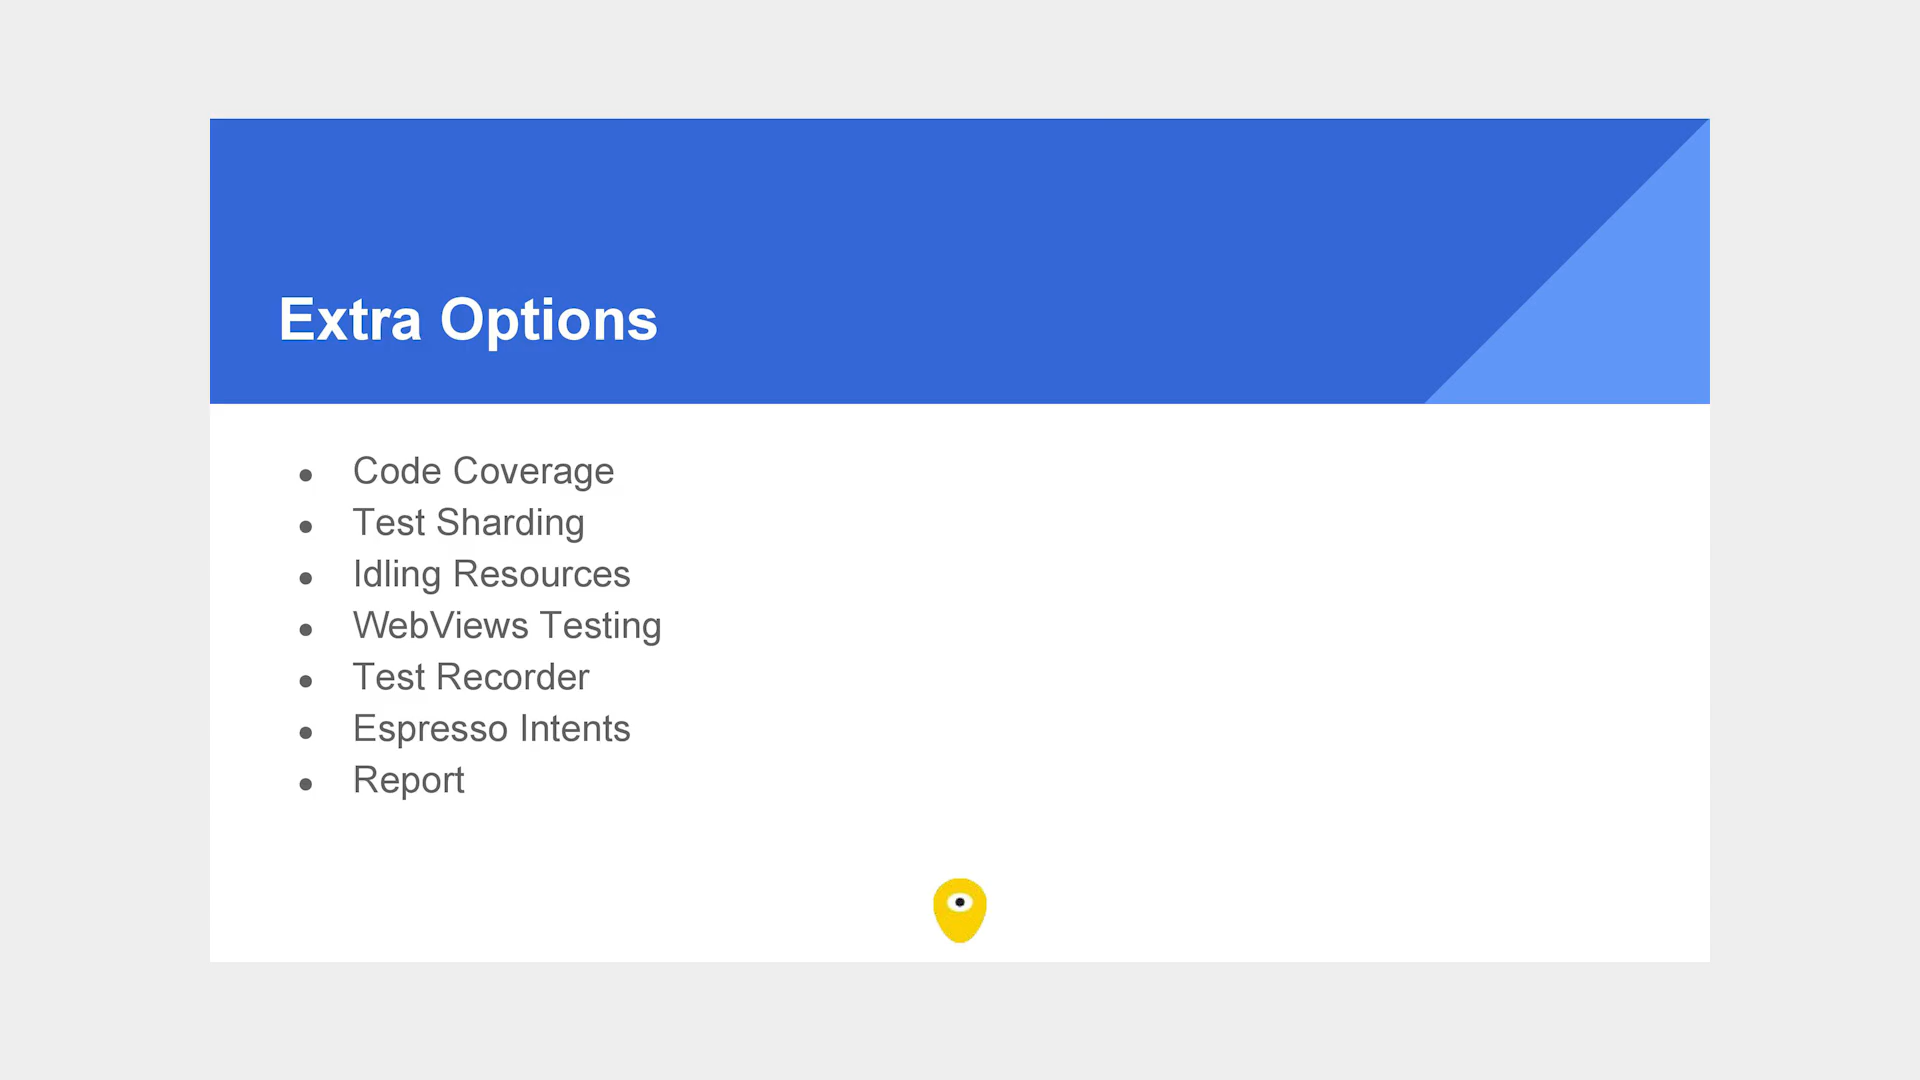 Extra Options
Code Coverage
Test Sharding
Idling Resources
WebViews Testing
Test Recorder
Espresso Intents
Report